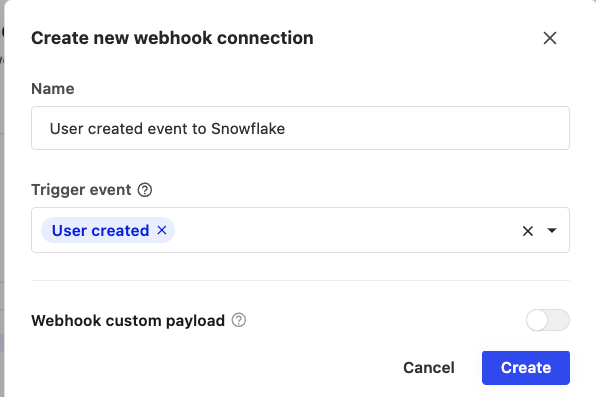 Create new webhook connection
Name
User created event to Snowflake
Trigger event
User created
Webhook custom payload
Cancel Create